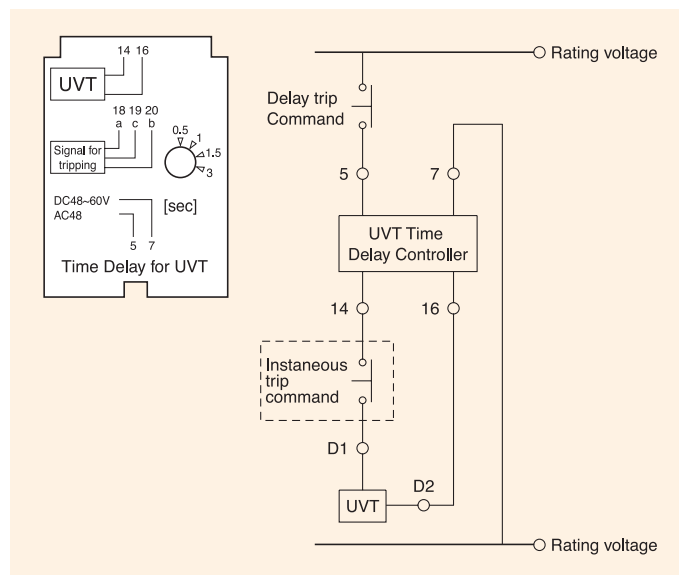 14 16
UVT
18 19 20
a c b
Signal for
tripping
0.5
1
1.5
3
DC48~60V
AC48
[sec]
5 7
Time Delay for UVT
Rating voltage
Delay trip
Command
5
7
UVT Time
Delay Controller
14
16
Instaneous
trip
command
D1
D2
UVT
Rating voltage